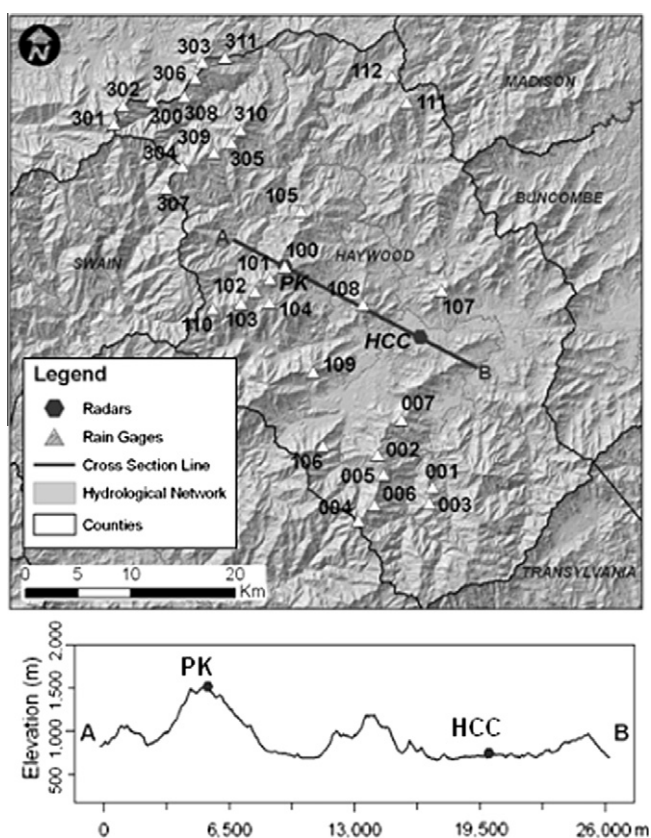 N
303 311
112
306
302
111
301
300 308
310
309
304 305
307
105
MADISON
BUNCOMBE
SWAIN
A
HAYWOOD
100
101 PK
102
108
107
110 103 104
HCC
B
109
007
106 002
005 001
004 006 003
TRANSYLVANIA
Legend
Radars
Rain Gages
Cross Section Line
Hydrological Network
Counties
0 5 10 20
Km
Elevation (m)
2.000
1.500
1.000
500
PK
HCC
A
B
0 6,500 13.000 19.500 26.000 m